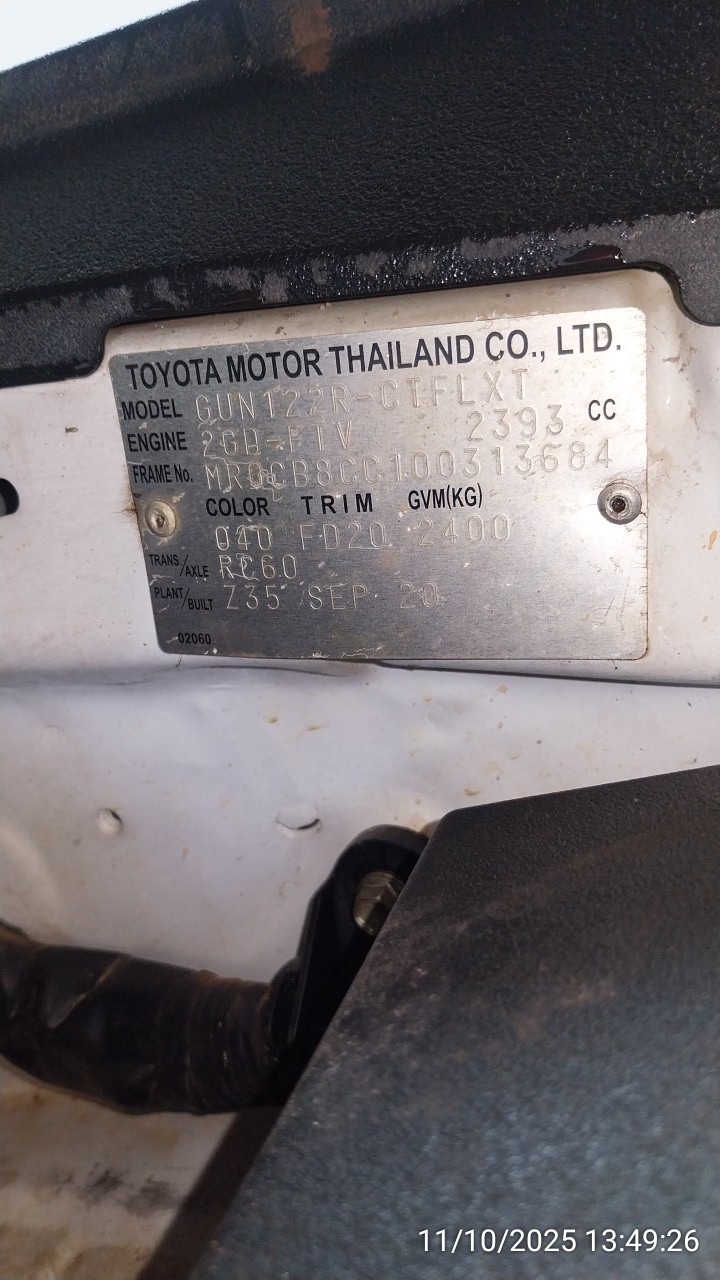 TOYOTA MOTOR THAILAND CO., LTD.
MODEL GUN122R-CTFLXT
ENGINE 2GD-FTV 2393 CC
FRAME No. MR0CB8CC100313684
COLOR TRIM GVM(KG)
040 FD20 2400
TRANS./AXLE RC60
PLANT/BUILT Z35 SEP 20
02060
11/10/2025 13:49:26